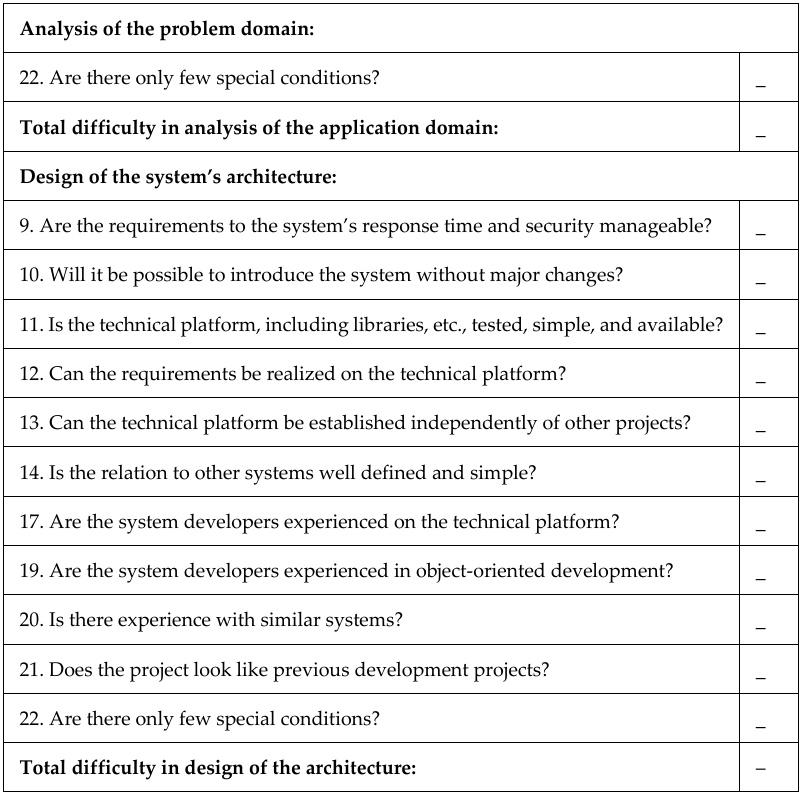 Analysis of the problem domain:
22. Are there only few special conditions? _
Total difficulty in analysis of the application domain: _
Design of the system’s architecture:
9. Are the requirements to the system’s response time and security manageable? _
10. Will it be possible to introduce the system without major changes? _
11. Is the technical platform, including libraries, etc., tested, simple, and available? _
12. Can the requirements be realized on the technical platform? _
13. Can the technical platform be established independently of other projects? _
14. Is the relation to other systems well defined and simple? _
17. Are the system developers experienced on the technical platform? _
19. Are the system developers experienced in object-oriented development? _
20. Is there experience with similar systems? _
21. Does the project look like previous development projects? _
22. Are there only few special conditions? _
Total difficulty in design of the architecture: –